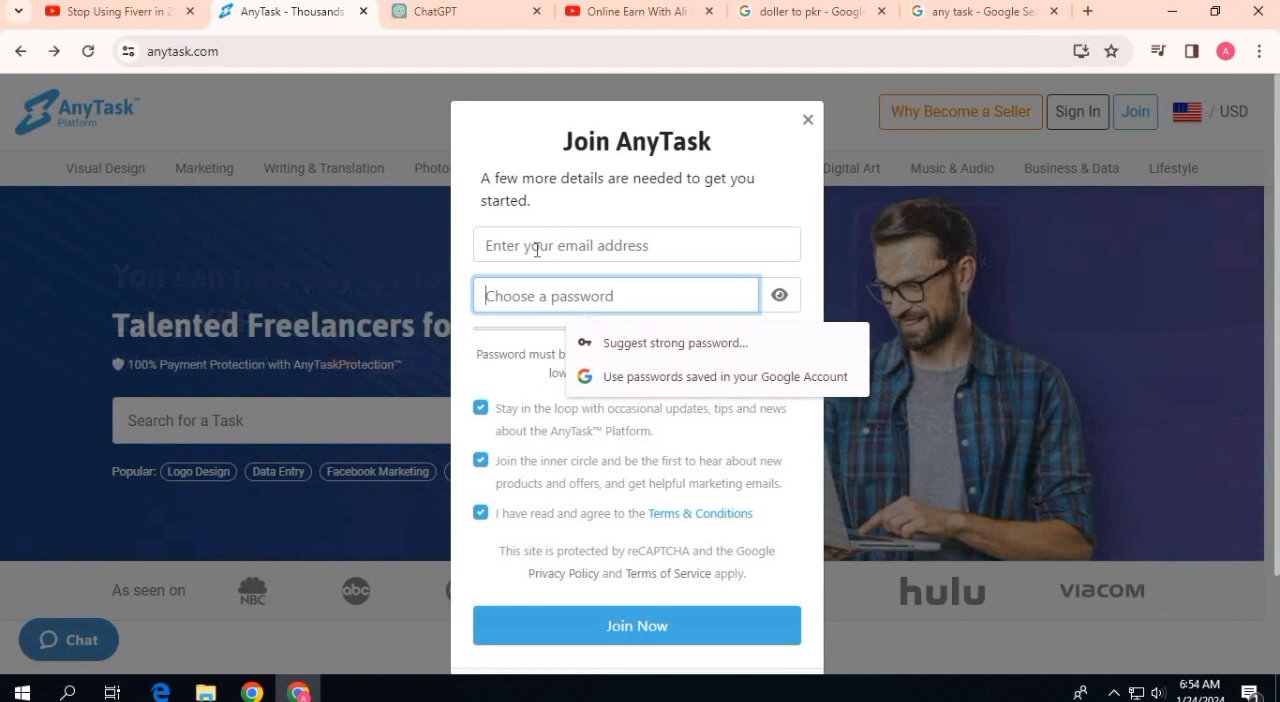 Stop Using Fiverr in 2
AnyTask - Thousands
ChatGPT
Online Earn With Ali
doller to pkr - Google
any task - Google Se
anytask.com
A
AnyTask™
Platform
Why Become a Seller
Sign In
Join
/ USD
Visual Design
Marketing
Writing & Translation
Photo
Digital Art
Music & Audio
Business & Data
Lifestyle
Join AnyTask
A few more details are needed to get you
started.
Enter your email address
Choose a password
Suggest strong password...
Use passwords saved in your Google Account
Password must b
low
Stay in the loop with occasional updates, tips and news
about the AnyTask™ Platform.
Join the inner circle and be the first to hear about new
products and offers, and get helpful marketing emails.
I have read and agree to the Terms & Conditions
This site is protected by reCAPTCHA and the Google
Privacy Policy and Terms of Service apply.
Join Now
You can now pay
Talented Freelancers fo
100% Payment Protection with AnyTaskProtection™
Search for a Task
Popular:
Logo Design
Data Entry
Facebook Marketing
As seen on
NBC
abc
hulu
VIACOM
Chat
6:54 AM
1/24/2024